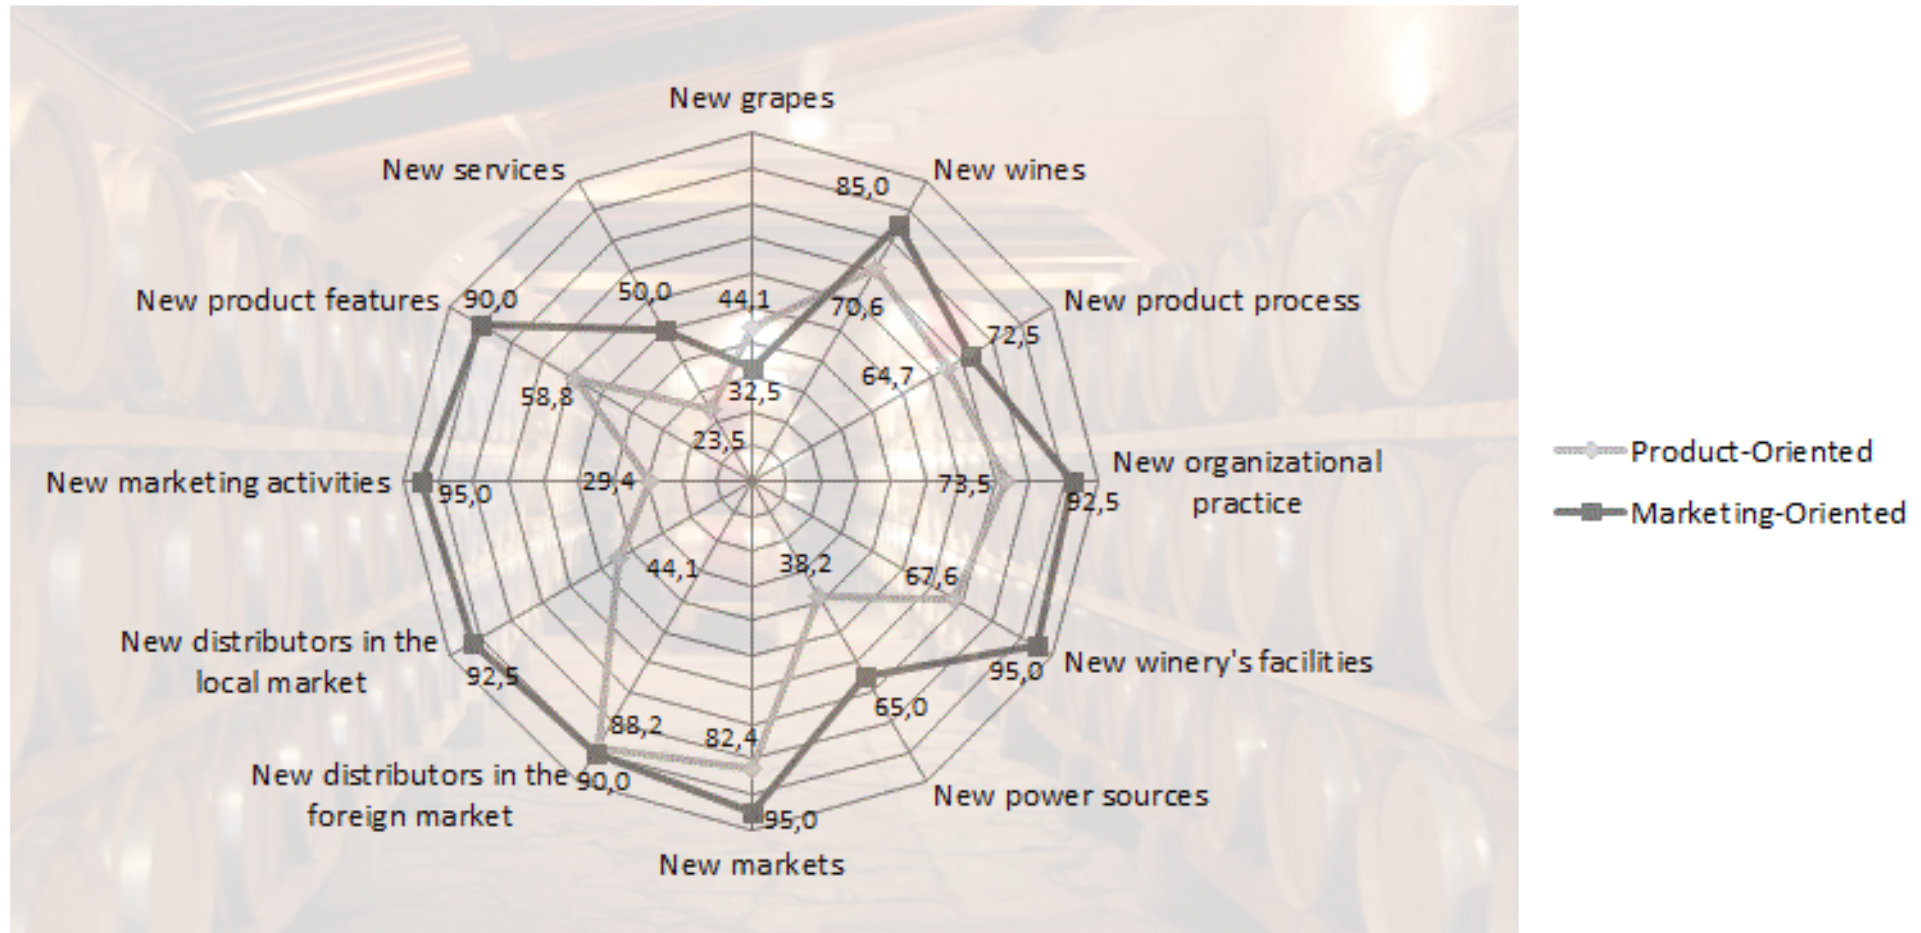 New grapes
New services
New wines
85,0
New product features
90,0
50,0
44,1
70,6
New product process
72,5
64,7
58,8
32,5
23,5
New marketing activities
95,0
29,4
73,5
92,5
New organizational
practice
Product-Oriented
Marketing-Oriented
44,1
38,2
67,6
New distributors in the
local market
92,5
95,0
New winery's facilities
88,2
82,4
65,0
New distributors in the
foreign market
90,0
95,0
New power sources
New markets